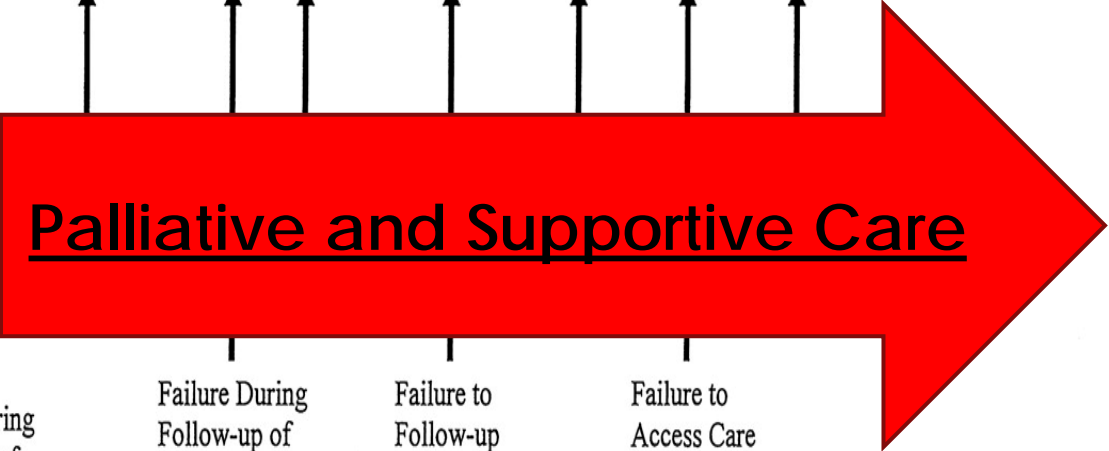 Palliative and Supportive Care
Failure During
Follow-up of
Failure to
Follow-up
Failure to
Access Care